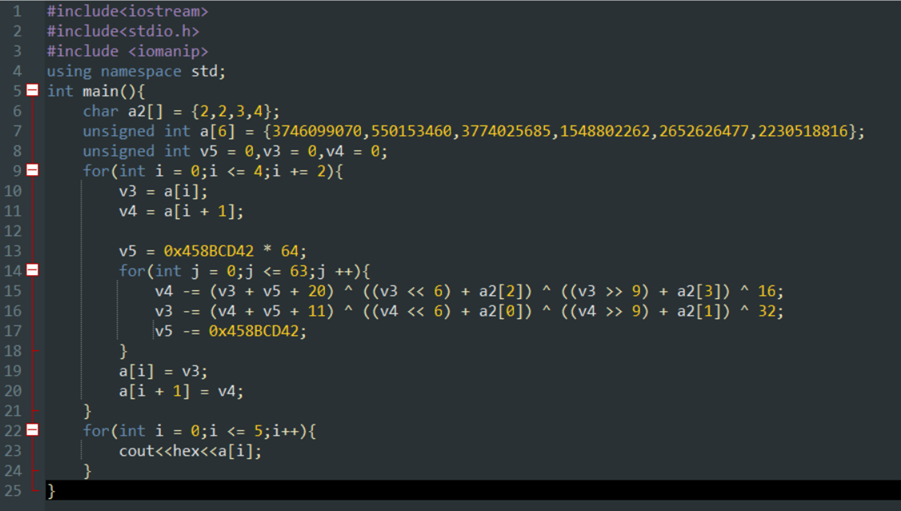 1 #include<iostream>
2 #include<stdio.h>
3 #include <iomanip>
4 using namespace std;
5 int main(){
6 char a2[] = {2,2,3,4};
7 unsigned int a[6] = {3746099070,550153460,3774025685,1548802262,2652626477,2230518816};
8 unsigned int v5 = 0,v3 = 0,v4 = 0;
9 for(int i = 0;i <= 4;i += 2){
10 v3 = a[i];
11 v4 = a[i + 1];
12
13 v5 = 0x458BCD42 * 64;
14 for(int j = 0;j <= 63;j ++){
15 v4 -= (v3 + v5 + 20) ^ ((v3 << 6) + a2[2]) ^ ((v3 >> 9) + a2[3]) ^ 16;
16 v3 -= (v4 + v5 + 11) ^ ((v4 << 6) + a2[0]) ^ ((v4 >> 9) + a2[1]) ^ 32;
17 v5 -= 0x458BCD42;
18 }
19 a[i] = v3;
20 a[i + 1] = v4;
21 }
22 for(int i = 0;i <= 5;i++){
23 cout<<hex<<a[i];
24 }
25 }